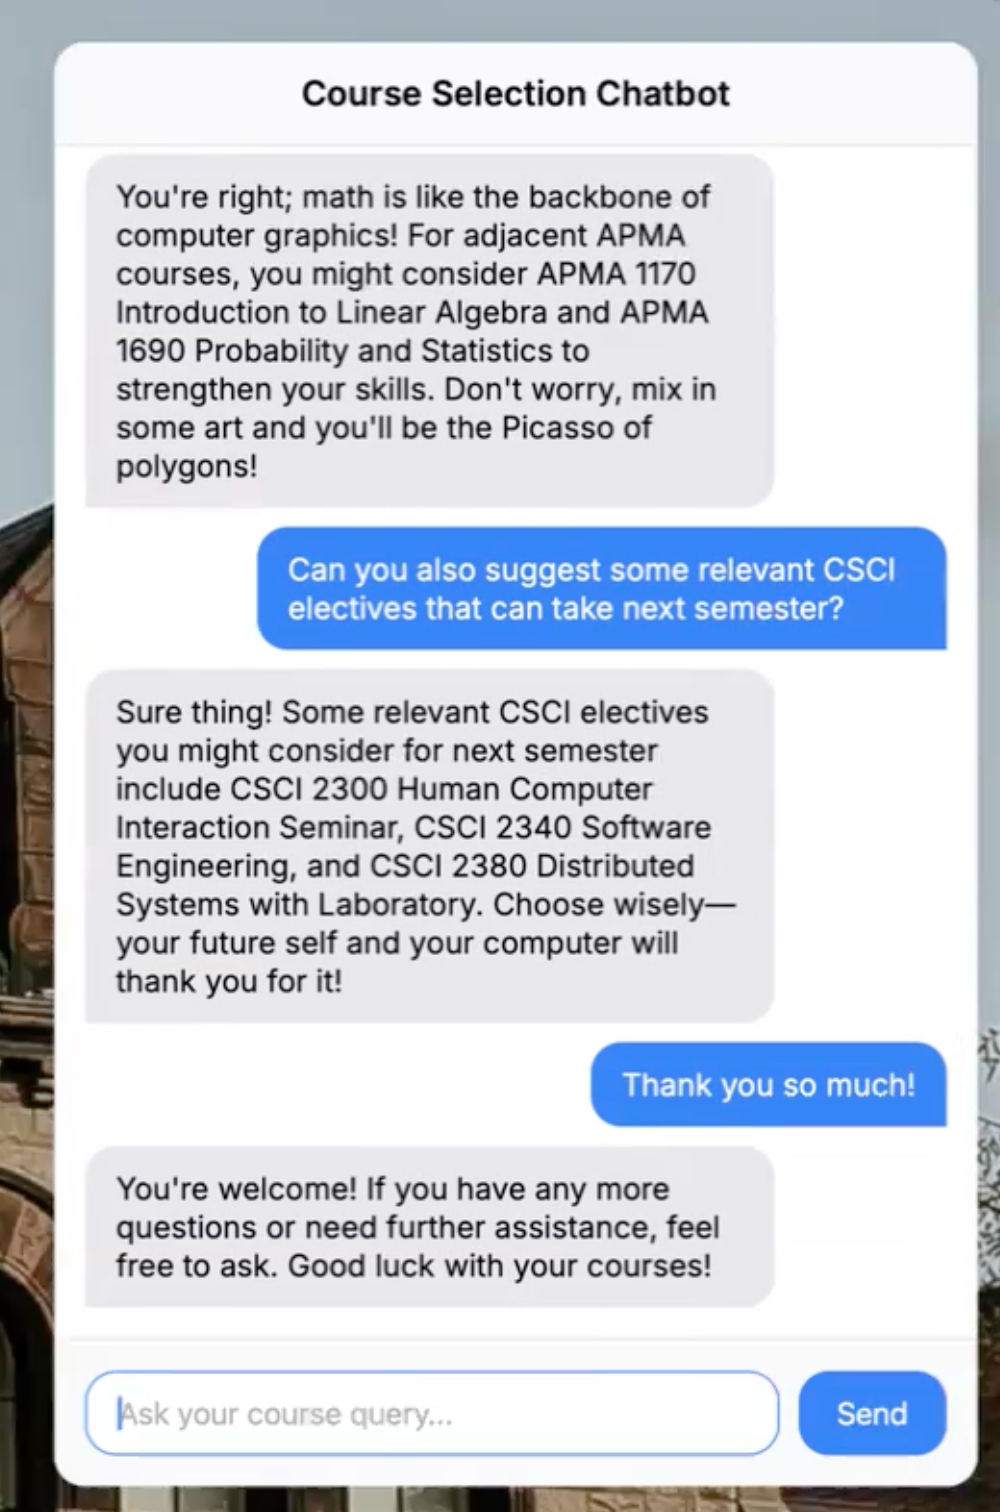 Course Selection Chatbot
You're right; math is like the backbone of
computer graphics! For adjacent APMA
courses, you might consider APMA 1170
Introduction to Linear Algebra and APMA
1690 Probability and Statistics to
strengthen your skills. Don't worry, mix in
some art and you'll be the Picasso of
polygons!
Can you also suggest some relevant CSCI
electives that can take next semester?
Sure thing! Some relevant CSCI electives
you might consider for next semester
include CSCI 2300 Human Computer
Interaction Seminar, CSCI 2340 Software
Engineering, and CSCI 2380 Distributed
Systems with Laboratory. Choose wisely—
your future self and your computer will
thank you for it!
Thank you so much!
You're welcome! If you have any more
questions or need further assistance, feel
free to ask. Good luck with your courses!
Ask your course query...
Send